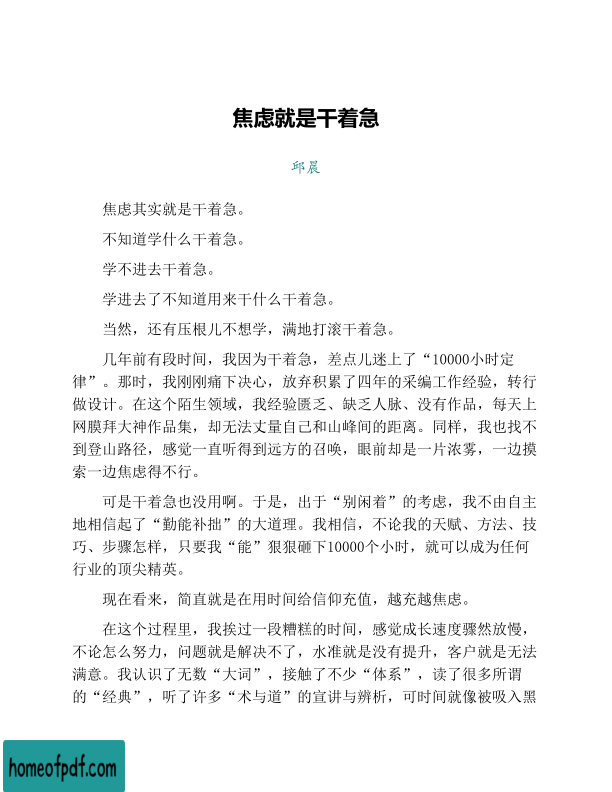 焦虑就是干着急
邱晨
焦虑其实就是干着急。
不知道学什么干着急。
学不进去干着急。
学进去了不知道用来干什么干着急。
当然，还有压根儿不想学，满地打滚干着急。
几年前有段时间，我因为干着急，差点儿迷上了“10000小时定
律”。那时，我刚刚痛下决心，放弃积累了四年的采编工作经验，转行
做设计。在这个陌生领域，我经验匮乏、缺乏人脉、没有作品，每天上
网膜拜大神作品集，却无法丈量自己和山峰间的距离。同样，我也找不
到登山路径，感觉一直听得到远方的召唤，眼前却是一片浓雾，一边摸
索一边焦虑得不行。
可是干着急也没用啊。于是，出于“别闲着”的考虑，我不由自主
地相信起了“勤能补拙”的大道理。我相信，不论我的天赋、方法、技
巧、步骤怎样，只要我“能”狠狠砸下10000个小时，就可以成为任何
行业的顶尖精英。
现在看来，简直就是在用时间给信仰充值，越充越焦虑。
在这个过程里，我挨过一段糟糕的时间，感觉成长速度骤然放慢，
不论怎么努力，问题就是解决不了，水准就是没有提升，客户就是无法
满意。我认识了无数“大词”，接触了不少“体系”，读了很多所谓
的“经典”，听了许多“术与道”的宣讲与辨析，可时间就像被吸入黑
homeofpdf.com